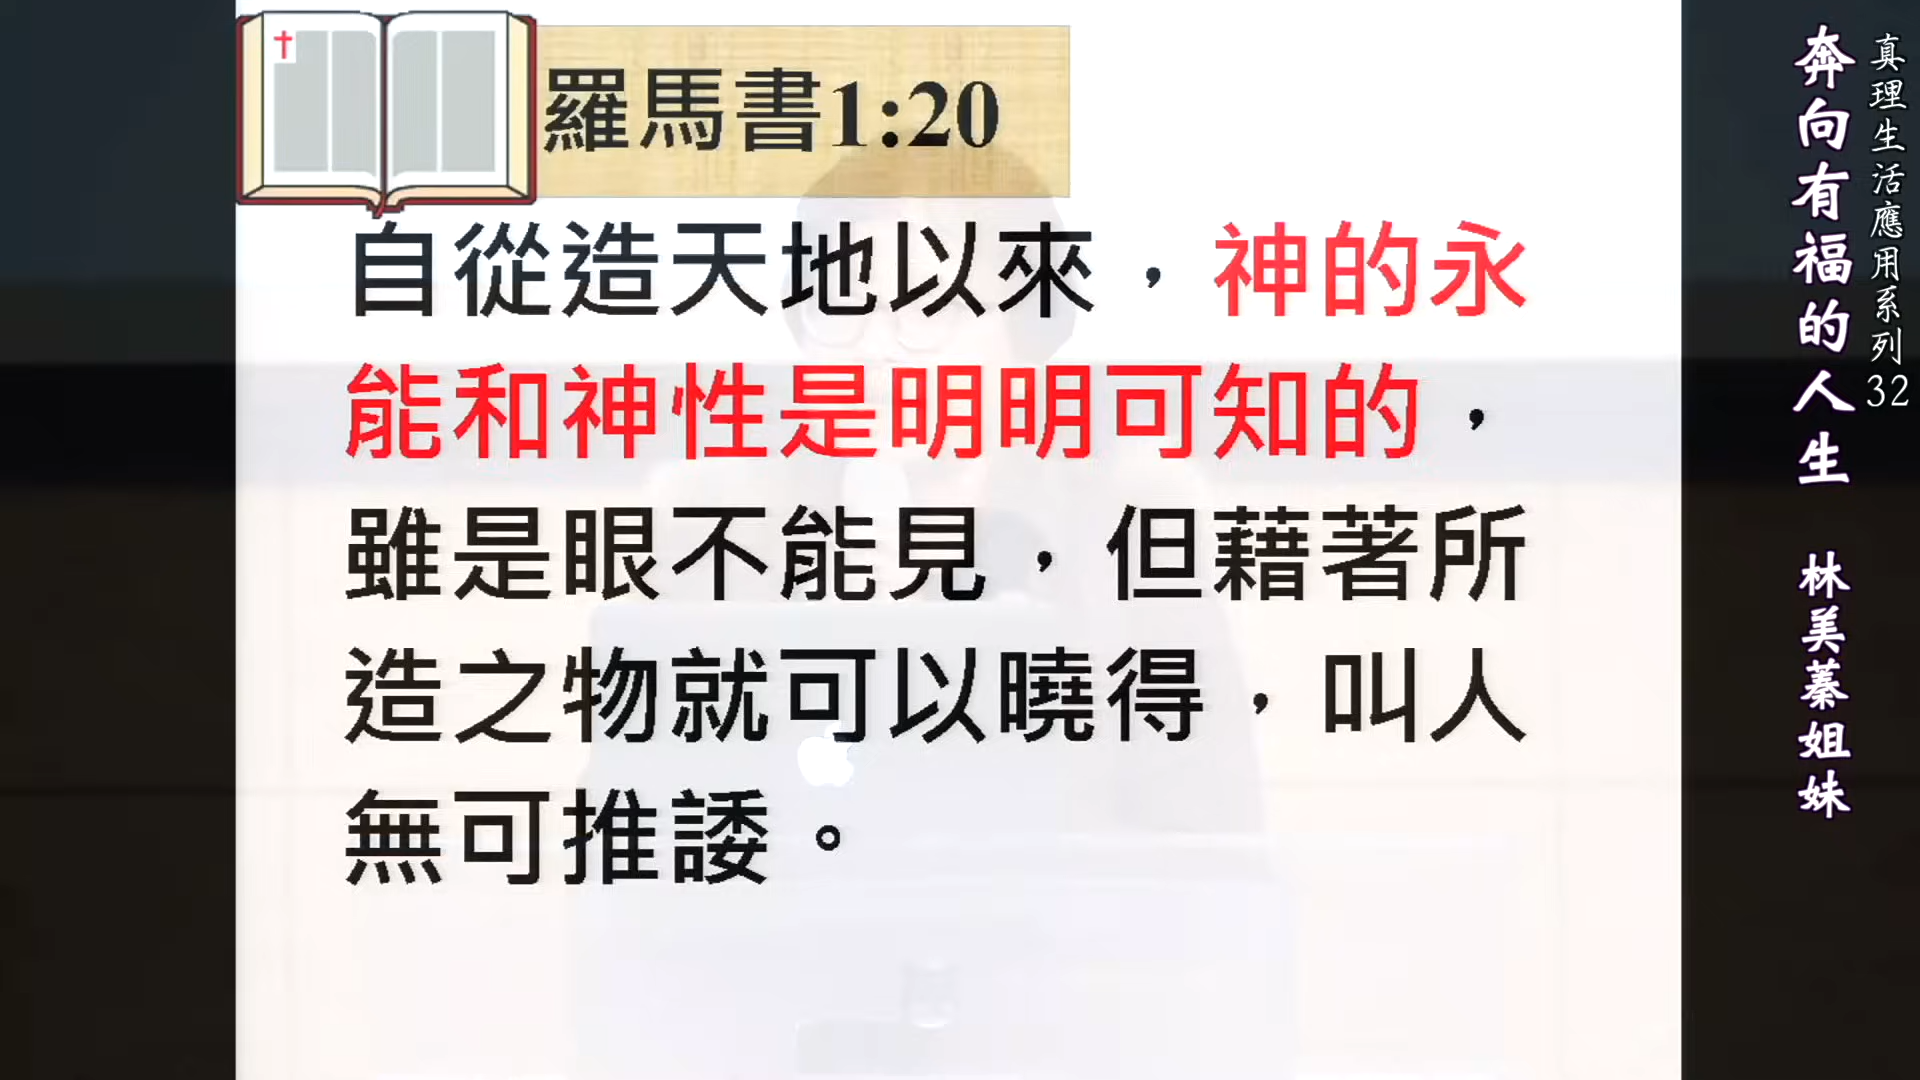 羅馬書1:20
自從造天地以來，神的永
能和神性是明明可知的，
雖是眼不能見，但藉著所
造之物就可以曉得，叫人
無可推諉。
真理生活應用系列32
奔向有福的人生 林美蓁姐妹